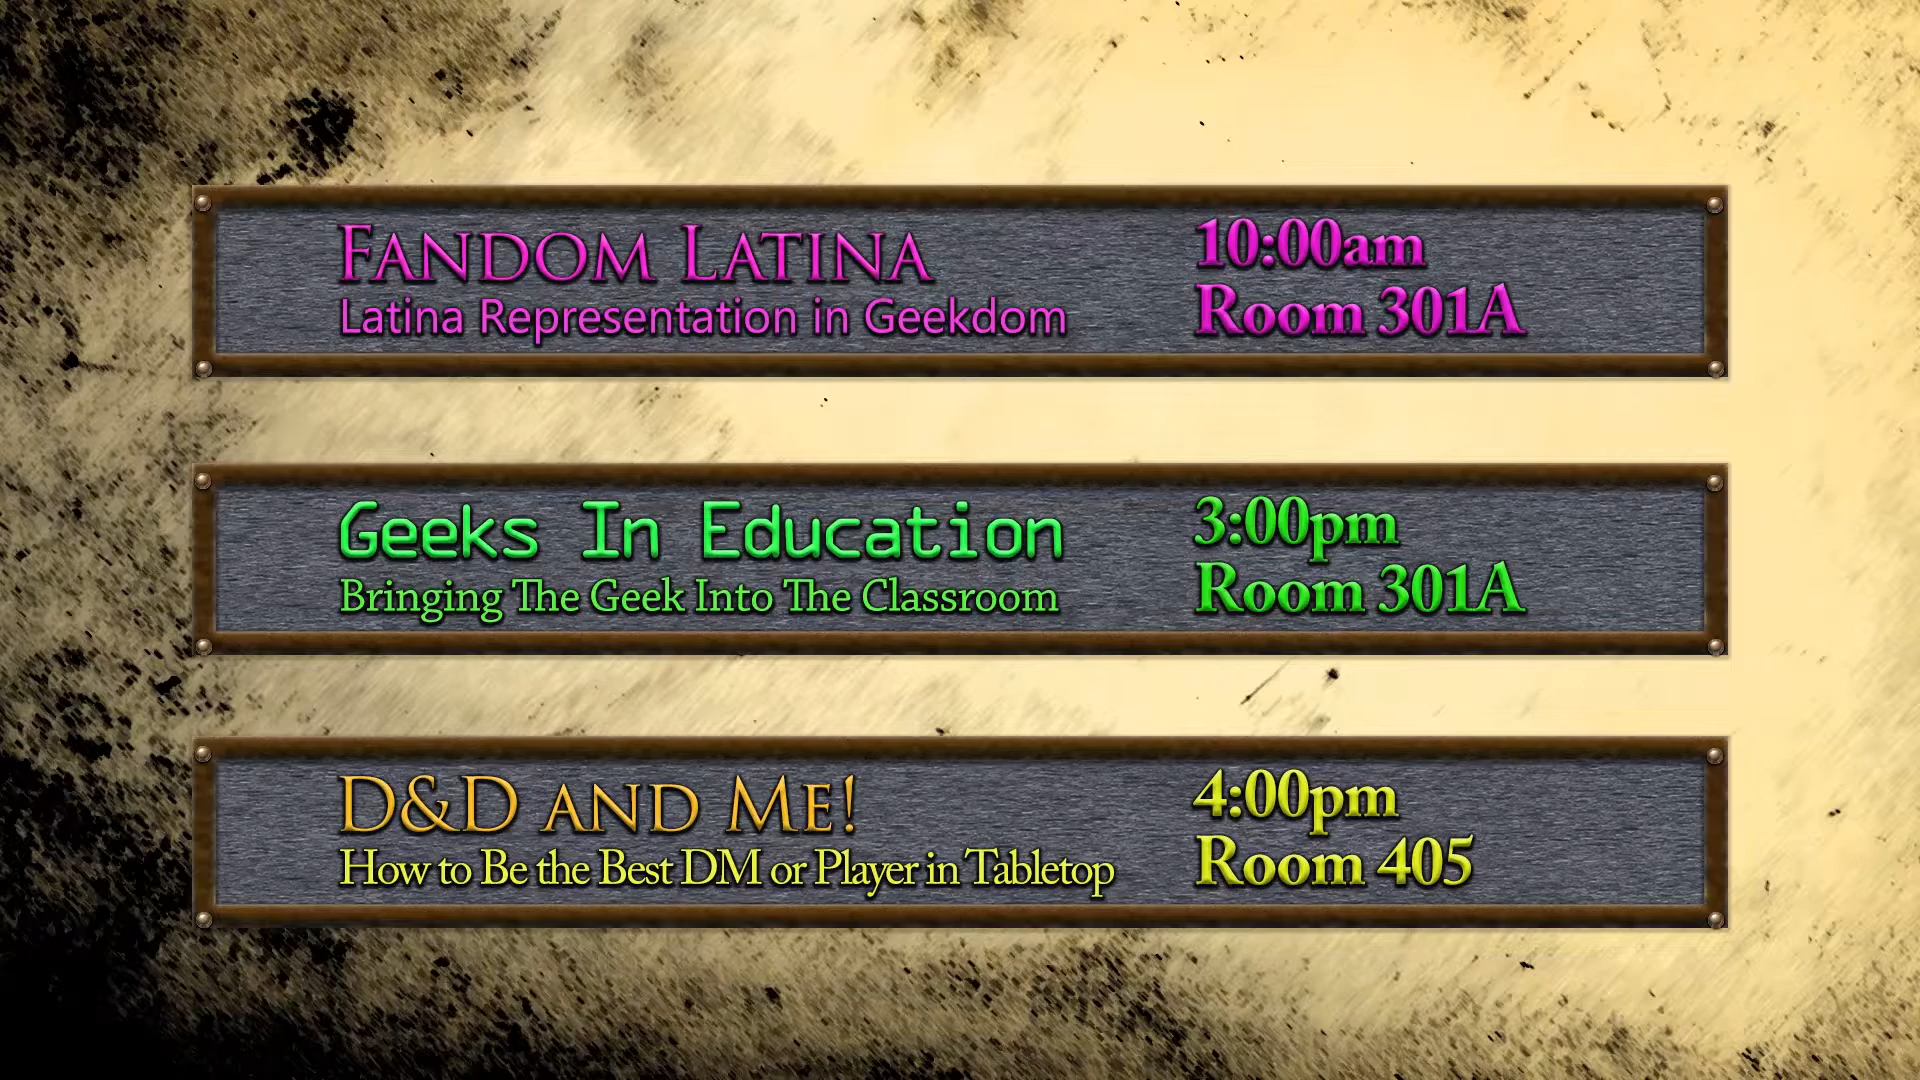 Fandom Latina
Latina Representation in Geekdom
10:00am
Room 301A
Geeks In Education
Bringing The Geek Into The Classroom
3:00pm
Room 301A
D&D and Me!
How to Be the Best DM or Player in Tabletop
4:00pm
Room 405